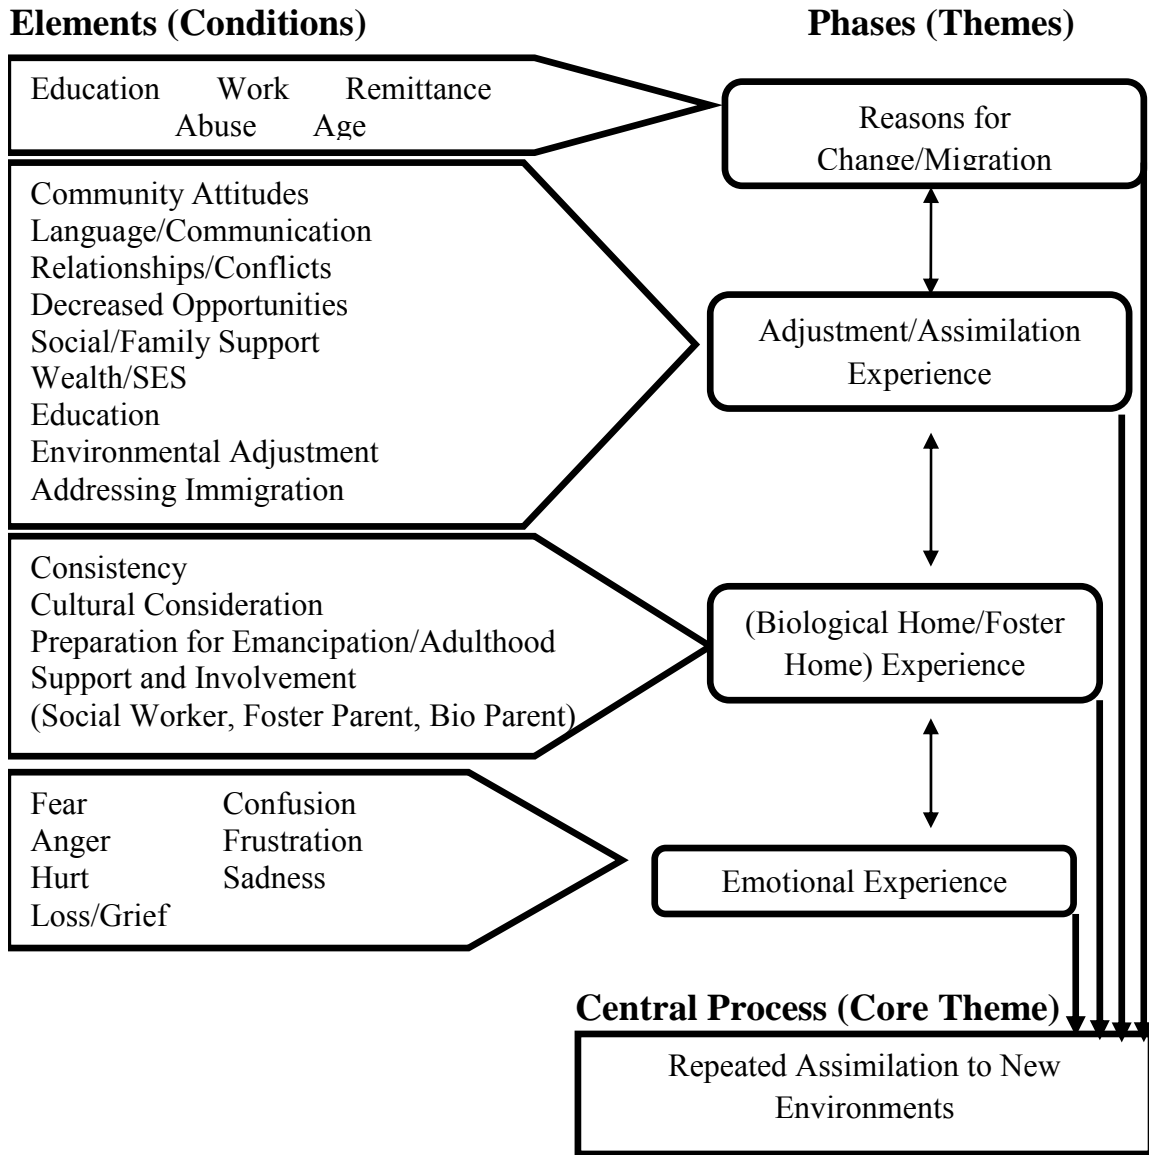 Elements (Conditions)
Phases (Themes)
Education Work Remittance
Abuse Age
Reasons for
Change/Migration
Community Attitudes
Language/Communication
Relationships/Conflicts
Decreased Opportunities
Social/Family Support
Wealth/SES
Education
Environmental Adjustment
Addressing Immigration
Adjustment/Assimilation
Experience
Consistency
Cultural Consideration
Preparation for Emancipation/Adulthood
Support and Involvement
(Social Worker, Foster Parent, Bio Parent)
(Biological Home/Foster
Home) Experience
Fear Confusion
Anger Frustration
Hurt Sadness
Loss/Grief
Emotional Experience
Central Process (Core Theme)
Repeated Assimilation to New
Environments